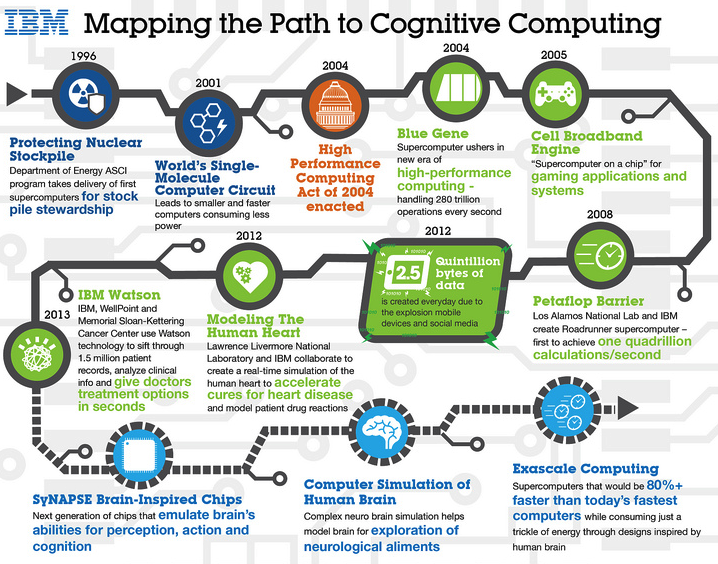 IBM
Mapping the Path to Cognitive Computing
1996
Protecting Nuclear
Stockpile
Department of Energy ASCI
program takes delivery of first
supercomputers for stock
pile stewardship
2001
World's Single-
Molecule
Computer Circuit
Leads to smaller and faster
computers consuming less
power
2004
High
Performance
Computing
Act of 2004
enacted
2004
Blue Gene
Supercomputer ushers in
new era of
high-performance
computing -
handling 280 trillion
operations every second
2005
Cell Broadband
Engine
“Supercomputer on a chip” for
gaming applications and
systems
2008
Petaflop Barrier
Los Alamos National Lab and IBM
create Roadrunner supercomputer –
first to achieve one quadrillion
calculations/second
2012
2.5
Quintillion
bytes of
data
is created everyday due to
the explosion mobile
devices and social media
2012
Modeling The
Human Heart
Lawrence Livermore National
Laboratory and IBM collaborate to
create a real-time simulation of the
human heart to accelerate
cures for heart disease
and model patient drug reactions
2013
IBM Watson
IBM, WellPoint and
Memorial Sloan-Kettering
Cancer Center use Watson
technology to sift through
1.5 million patient
records, analyze clinical
info and give doctors
treatment options
in seconds
SyNAPSE Brain-Inspired Chips
Next generation of chips that emulate brain's
abilities for perception, action and
cognition
Computer Simulation of
Human Brain
Complex neuro brain simulation helps
model brain for exploration of
neurological aliments
Exascale Computing
Supercomputers that would be 80%+
faster than today's fastest
computers while consuming just a
trickle of energy through designs inspired by
human brain